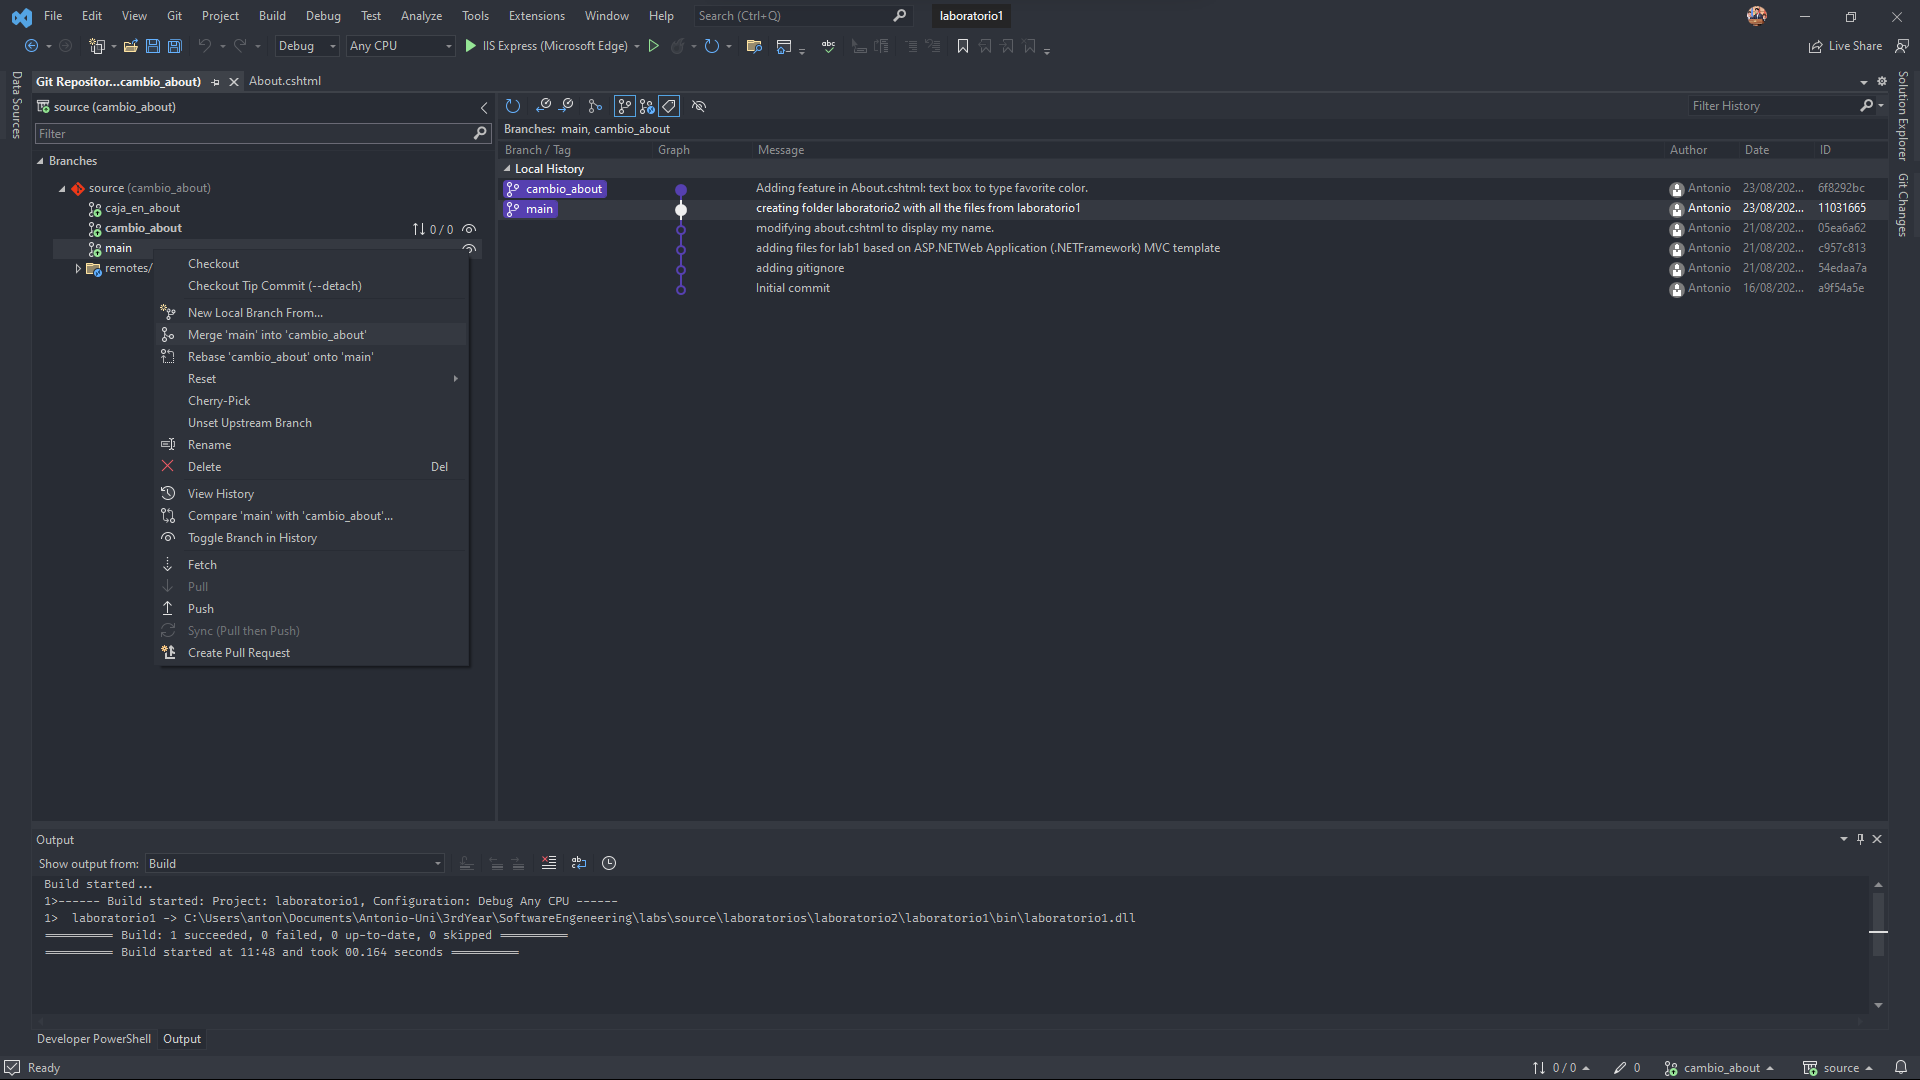 File Edit View Git Project Build Debug Test Analyze Tools Extensions Window Help Search (Ctrl+Q) laboratorio1
Debug Any CPU IIS Express (Microsoft Edge) Live Share
Data Sources
Git Repositor...cambio_about) About.cshtml
source (cambio_about)
Filter
Branches
source (cambio_about)
caja_en_about
cambio_about 0 / 0
main
remotes/
Checkout
Checkout Tip Commit (--detach)
New Local Branch From...
Merge 'main' into 'cambio_about'
Rebase 'cambio_about' onto 'main'
Reset
Cherry-Pick
Unset Upstream Branch
Rename
Delete Del
View History
Compare 'main' with 'cambio_about'...
Toggle Branch in History
Fetch
Pull
Push
Sync (Pull then Push)
Create Pull Request
Filter History
Branches: main, cambio_about
Branch / Tag Graph Message Author Date ID
Local History
cambio_about Adding feature in About.cshtml: text box to type favorite color. Antonio 23/08/202... 6f8292bc
main creating folder laboratorio2 with all the files from laboratorio1 Antonio 23/08/202... 11031665
modifying about.cshtml to display my name. Antonio 21/08/202... 05ea6a62
adding files for lab1 based on ASP.NETWeb Application (.NETFramework) MVC template Antonio 21/08/202... c957c813
adding gitignore Antonio 21/08/202... 54edaa7a
Initial commit Antonio 16/08/202... a9f54a5e
Solution Explorer
Git Changes
Output
Show output from: Build
Build started...
1>------ Build started: Project: laboratorio1, Configuration: Debug Any CPU ------
1>  laboratorio1 -> C:\Users\anton\Documents\Antonio-Uni\3rdYear\SoftwareEngeneering\labs\source\laboratorios\laboratorio2\laboratorio1\bin\laboratorio1.dll
========== Build: 1 succeeded, 0 failed, 0 up-to-date, 0 skipped ==========
========== Build started at 11:48 and took 00.164 seconds ==========
Developer PowerShell Output
Ready 0 / 0 0 cambio_about source